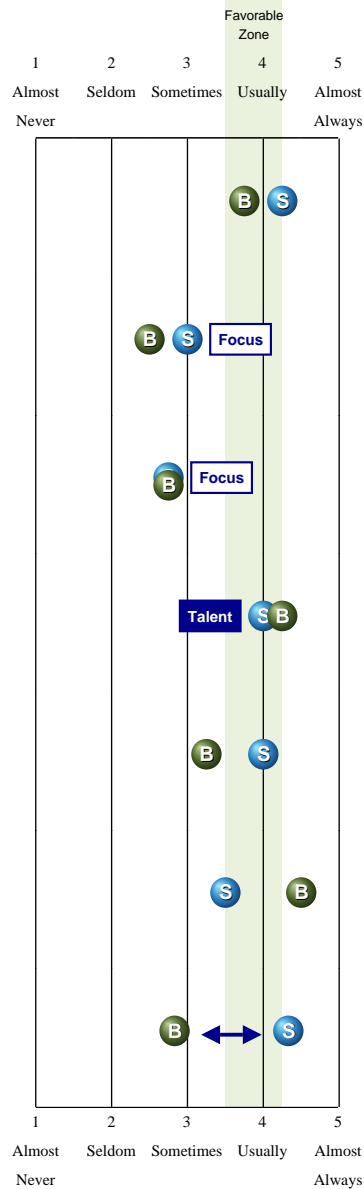 Favorable
Zone
1 2 3 4 5
Almost Seldom Sometimes Usually Almost
Never Always
B S
B S Focus
B Focus
Talent S B
B S
S B
B S
1 2 3 4 5
Almost Seldom Sometimes Usually Almost
Never Always